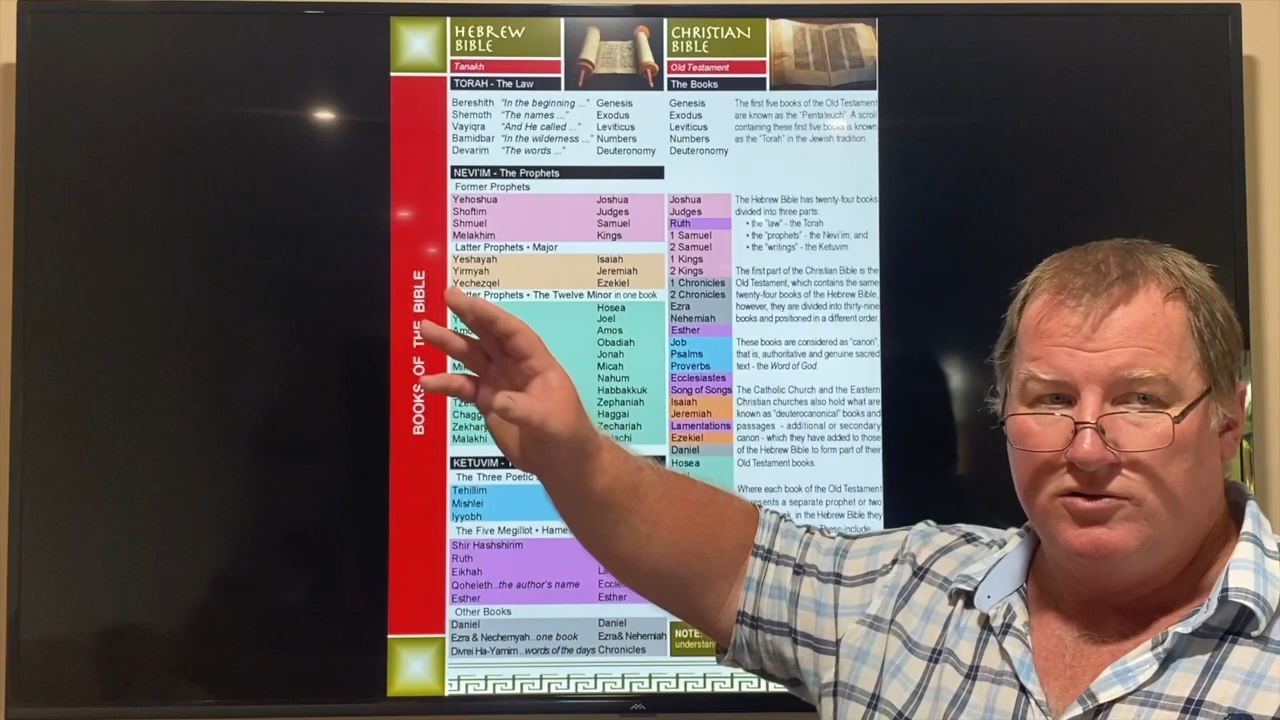 HEBREW
BIBLE
Tanakh
TORAH - The Law
Bereshith "In the beginning ..." Genesis
Shemoth "The names ..." Exodus
Vayiqra "And He called ..." Leviticus
Bamidbar "In the wilderness ..." Numbers
Devarim "The words ..." Deuteronomy
NEVI'IM - The Prophets
Former Prophets
Yehoshua Joshua
Shoftim Judges
Shmuel Samuel
Melakhim Kings
Latter Prophets • Major
Yeshayah Isaiah
Yirmyah Jeremiah
Yechezqel Ezekiel
Prophets • The Twelve Minor in one book
Hosea
Joel
Amos
Obadiah
Jonah
Micah
Nahum
Habbakkuk
Zephaniah
Haggai
Zechariah
Malakhi
KETUVIM -
The Three Poetic
Tehillim
Mishlei
Iyyobh
The Five Megillot •
Shir Hashshirim
Ruth
Eikhah
Qoheleth..the author's name
Esther Esther
Other Books
Daniel Daniel
Ezra & Nechemyah...one book Ezra& Nehemiah
Divrei Ha-Yamim...words of the days Chronicles
CHRISTIAN
BIBLE
Old Testament
The Books
Genesis
Exodus
Leviticus
Numbers
Deuteronomy
Joshua
Judges
Ruth
1 Samuel
2 Samuel
1 Kings
2 Kings
1 Chronicles
2 Chronicles
Ezra
Nehemiah
Esther
Job
Psalms
Proverbs
Ecclesiastes
Song of Songs
Isaiah
Jeremiah
Lamentations
Ezekiel
Daniel
Hosea
NOTE:
The first five books of the Old Testament
are known as the "Pentateuch". A scroll
containing these first five books is known
as the "Torah" in the Jewish tradition.
The Hebrew Bible has twenty-four books
divided into three parts:
• the "law" - the Torah
• the "prophets" - the Nevi'im, and
• the "writings" - the Ketuvim
The first part of the Christian Bible is the
Old Testament, which contains the same
twenty-four books of the Hebrew Bible,
however, they are divided into thirty-nine
books and positioned in a different order.
These books are considered as "canon",
that is, authoritative and genuine sacred
text - the Word of God.
The Catholic Church and the Eastern
Christian churches also hold what are
known as "deuterocanonical" books and
passages - additional or secondary
canon - which they have added to those
of the Hebrew Bible to form part of their
Old Testament books.
Where each book of the Old Testament
a separate prophet or two
in the Hebrew Bible they
These include:
BOOKS OF THE BIBLE